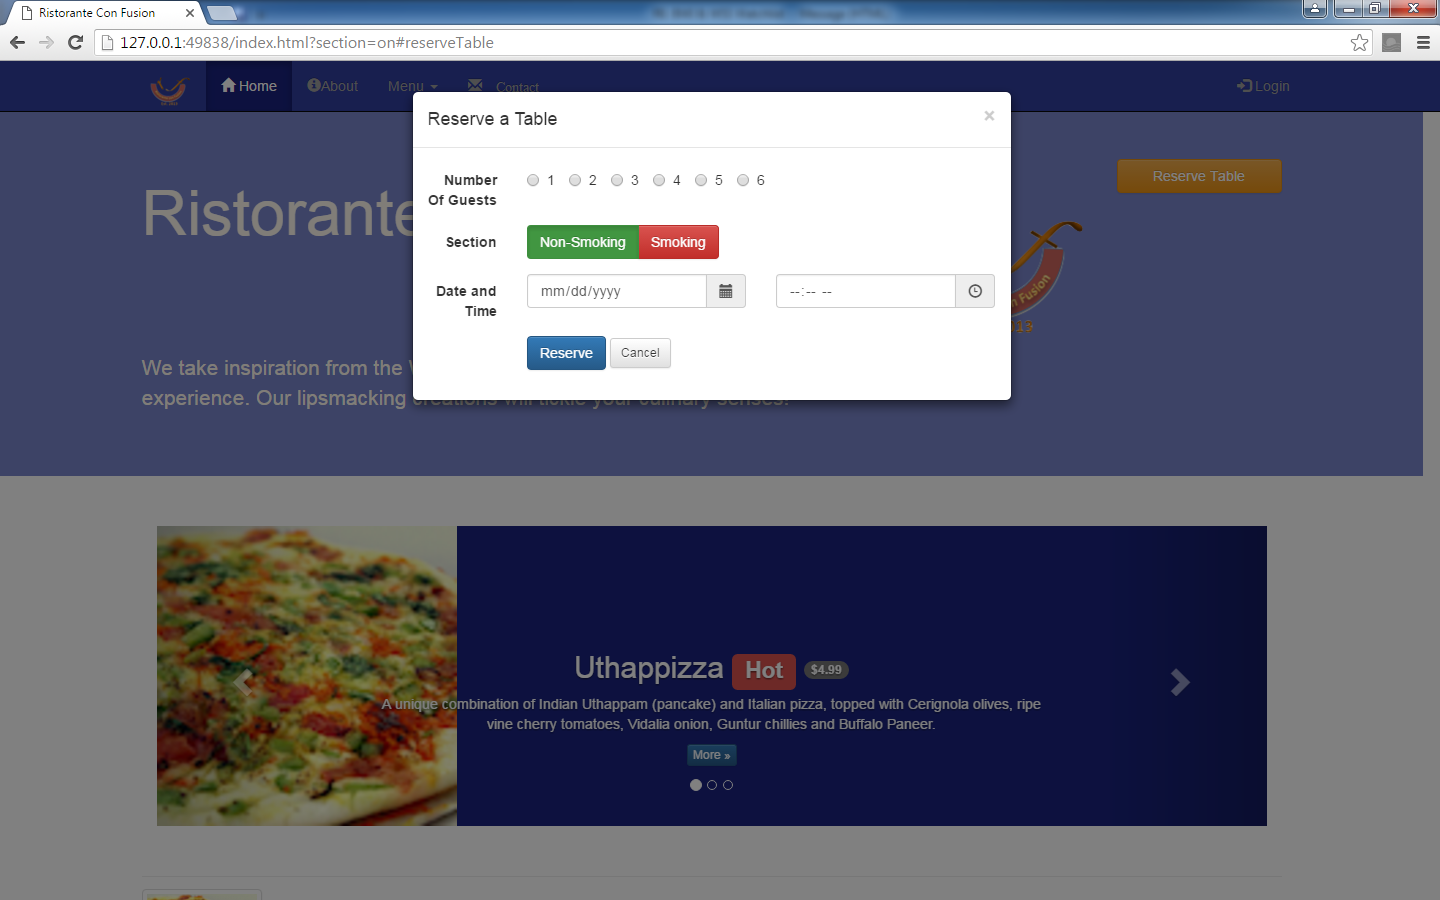 Ristorante Con Fusion
127.0.0.1:49838/index.html?section=on#reserveTable
Home About Menu Contact Login
Reserve a Table ×
Number 1 2 3 4 5 6
Of Guests
Section Non-Smoking Smoking
Date and mm/dd/yyyy --:-- --
Time
Reserve Cancel
Reserve Table
Ristorante
n Fusion
We take inspiration from the
experience. Our lipsmacking creations will tickle your culinary senses!
Uthappizza Hot $4.99
A unique combination of Indian Uthappam (pancake) and Italian pizza, topped with Cerignola olives, ripe
vine cherry tomatoes, Vidalia onion, Guntur chillies and Buffalo Paneer.
More »